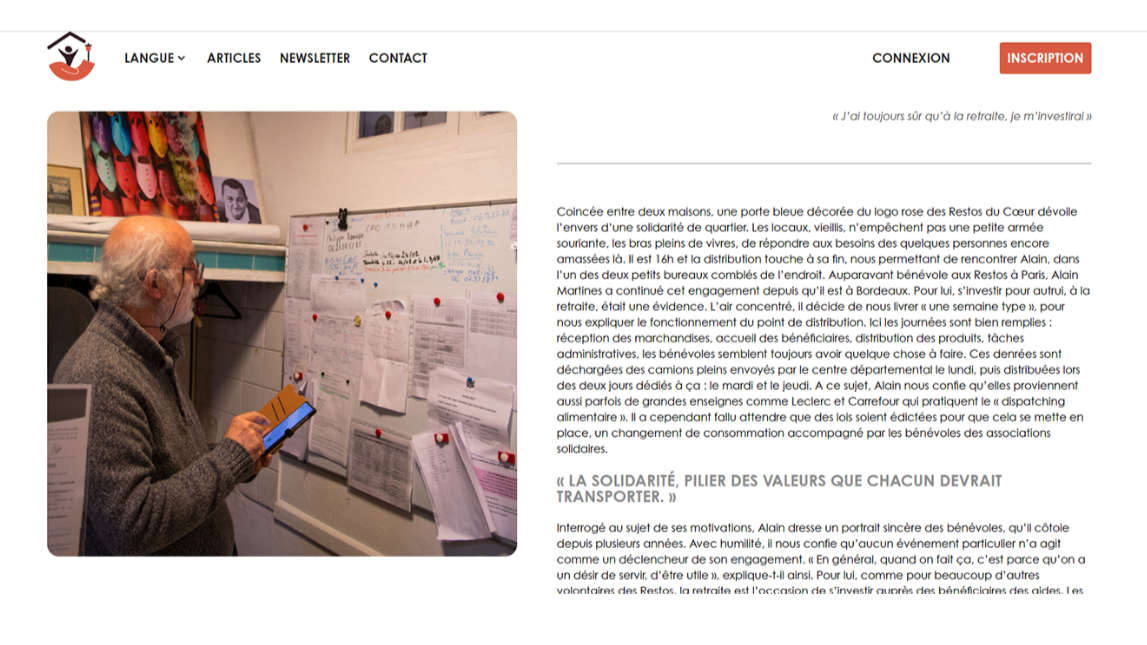 LANGUE
ARTICLES
NEWSLETTER
CONTACT
CONNEXION
INSCRIPTION
« J'ai toujours sûr qu'à la retraite, je m'investirai »
Coincée entre deux maisons, une porte bleue décorée du logo rose des Restos du Cœur dévoile
l'envers d'une solidarité de quartier. Les locaux, vieillis, n'empêchent pas une petite armée
souriante, les bras pleins de vivres, de répondre aux besoins des quelques personnes encore
amassées là. Il est 16h et la distribution touche à sa fin, nous permettant de rencontrer Alain, dans
l'un des deux petits bureaux comblés de l'endroit. Auparavant bénévole aux Restos à Paris, Alain
Martines a continué cet engagement depuis qu'il est à Bordeaux. Pour lui, s'investir pour autrui, à la
retraite, était une évidence. L'air concentré, il décide de nous livrer « une semaine type », pour
nous expliquer le fonctionnement du point de distribution. Ici les journées sont bien remplies :
réception des marchandises, accueil des bénéficiaires, distribution des produits, tâches
administratives, les bénévoles semblent toujours avoir quelque chose à faire. Ces denrées sont
déchargées des camions pleins envoyés par le centre départemental le lundi, puis distribuées lors
des deux jours dédiés à ça : le mardi et le jeudi. A ce sujet, Alain nous confie qu'elles proviennent
aussi parfois de grandes enseignes comme Leclerc et Carrefour qui pratiquent le « dispatching
alimentaire ». Il a cependant fallu attendre que des lois soient édictées pour que cela se mette en
place, un changement de consommation accompagné par les bénévoles des associations
solidaires.
« LA SOLIDARITÉ, PILIER DES VALEURS QUE CHACUN DEVRAIT
TRANSPORTER. »
Interrogé au sujet de ses motivations, Alain dresse un portrait sincère des bénévoles, qu'il côtoie
depuis plusieurs années. Avec humilité, il nous confie qu'aucun événement particulier n'a agit
comme un déclencheur de son engagement. « En général, quand on fait ça, c'est parce qu'on a
un désir de servir, d'être utile », explique-t-il ainsi. Pour lui, comme pour beaucoup d'autres
volontaires des Restos, la retraite est l'occasion de s'investir auprès des bénéficiaires des aides. Les